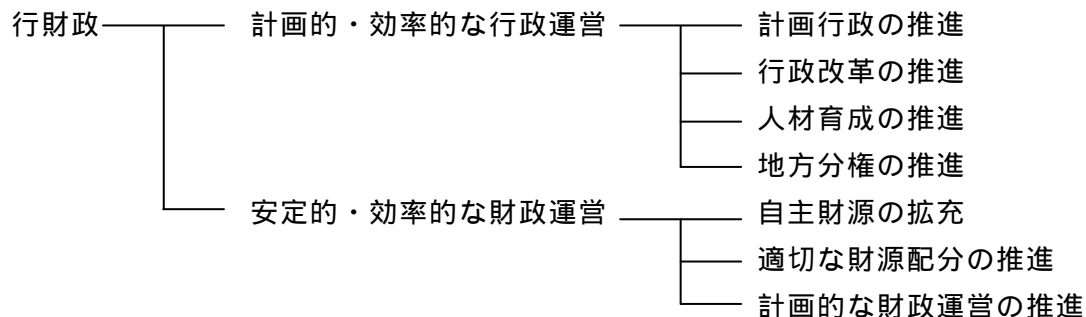 行財政 計画的・効率的な行政運営 計画行政の推進
行政改革の推進
人材育成の推進
地方分権の推進
安定的・効率的な財政運営 自主財源の拡充
適切な財源配分の推進
計画的な財政運営の推進